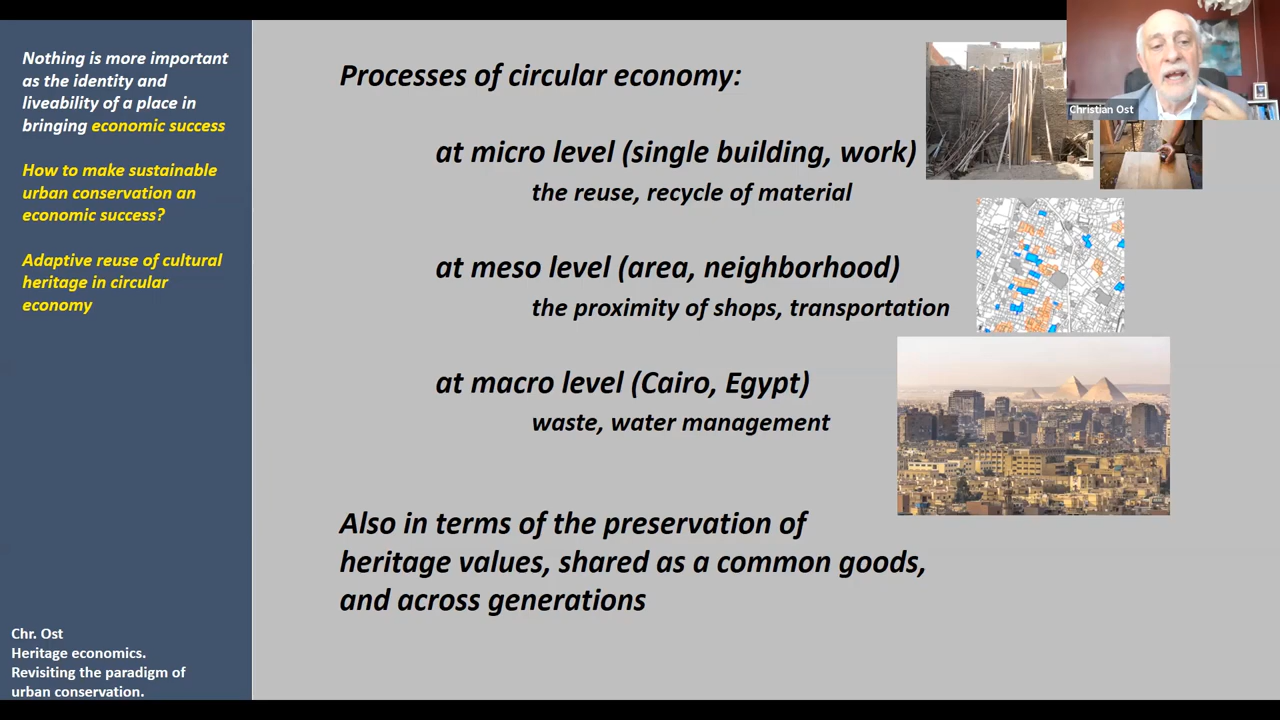 Nothing is more important
as the identity and
liveability of a place in
bringing economic success
How to make sustainable
urban conservation an
economic success?
Adaptive reuse of cultural
heritage in circular
economy
Chr. Ost
Heritage economics.
Revisiting the paradigm of
urban conservation.
Processes of circular economy:
at micro level (single building, work)
the reuse, recycle of material
at meso level (area, neighborhood)
the proximity of shops, transportation
at macro level (Cairo, Egypt)
waste, water management
Also in terms of the preservation of
heritage values, shared as a common goods,
and across generations
Christian Ost